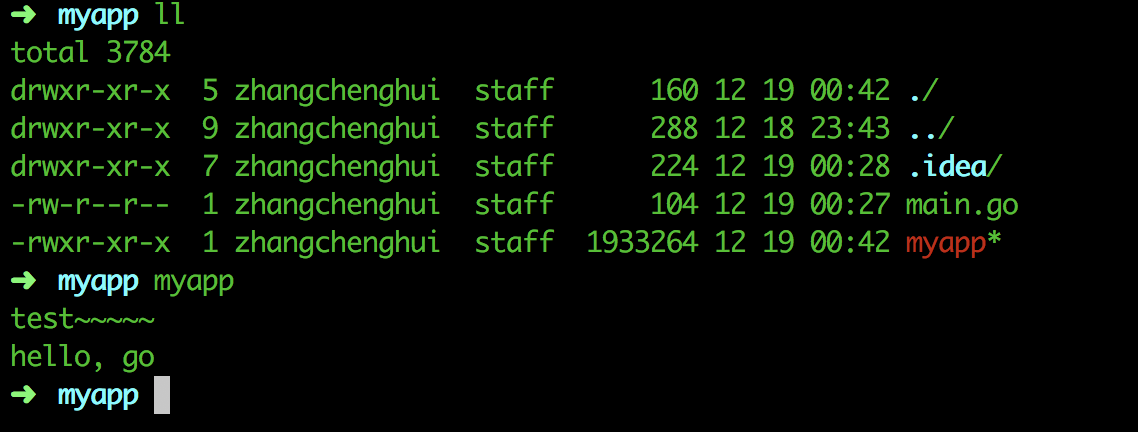 ➜ myapp ll
total 3784
drwxr-xr-x  5 zhangchenghui  staff      160 12 19 00:42 ./
drwxr-xr-x  9 zhangchenghui  staff      288 12 18 23:43 ../
drwxr-xr-x  7 zhangchenghui  staff      224 12 19 00:28 .idea/
-rw-r--r--  1 zhangchenghui  staff      104 12 19 00:27 main.go
-rwxr-xr-x  1 zhangchenghui  staff  1933264 12 19 00:42 myapp*
➜ myapp myapp
test~~~~~
hello, go
➜ myapp